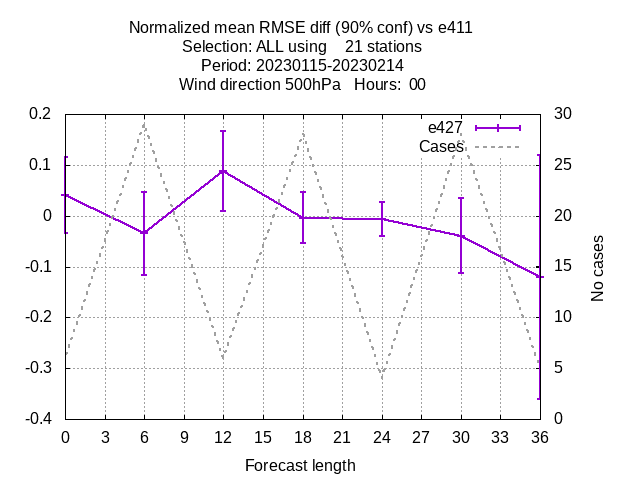 Normalized mean RMSE diff (90% conf) vs e411
Selection: ALL using    21 stations
Period: 20230115-20230214
Wind direction 500hPa   Hours:  00
0.2
0.1
0
-0.1
-0.2
-0.3
-0.4
30
25
20
15
10
5
0
e427
Cases
No cases
0 3 6 9 12 15 18 21 24 27 30 33 36
Forecast length